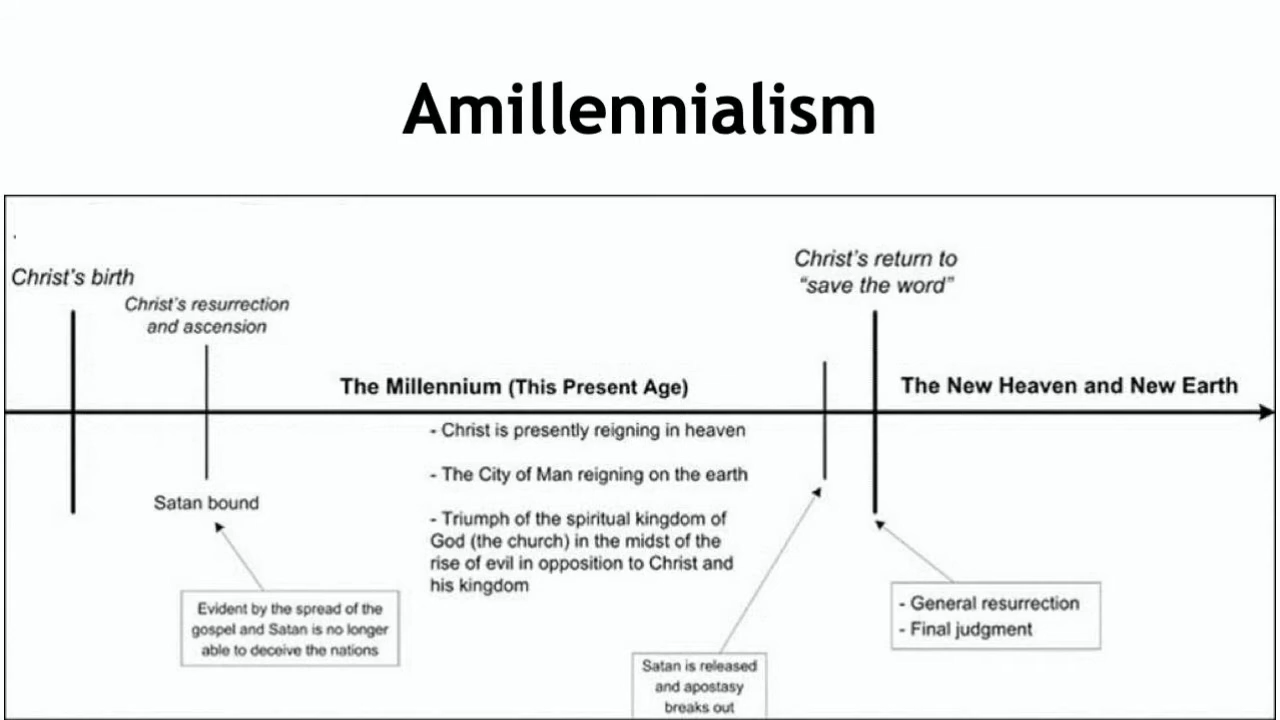 Amillennialism
Christ's birth
Christ's resurrection
and ascension
Christ's return to
“save the word”
The Millennium (This Present Age)
The New Heaven and New Earth
- Christ is presently reigning in heaven
- The City of Man reigning on the earth
- Triumph of the spiritual kingdom of
God (the church) in the midst of the
rise of evil in opposition to Christ and
his kingdom
Satan bound
Evident by the spread of the
gospel and Satan is no longer
able to deceive the nations
Satan is released
and apostasy
breaks out
- General resurrection
- Final judgment